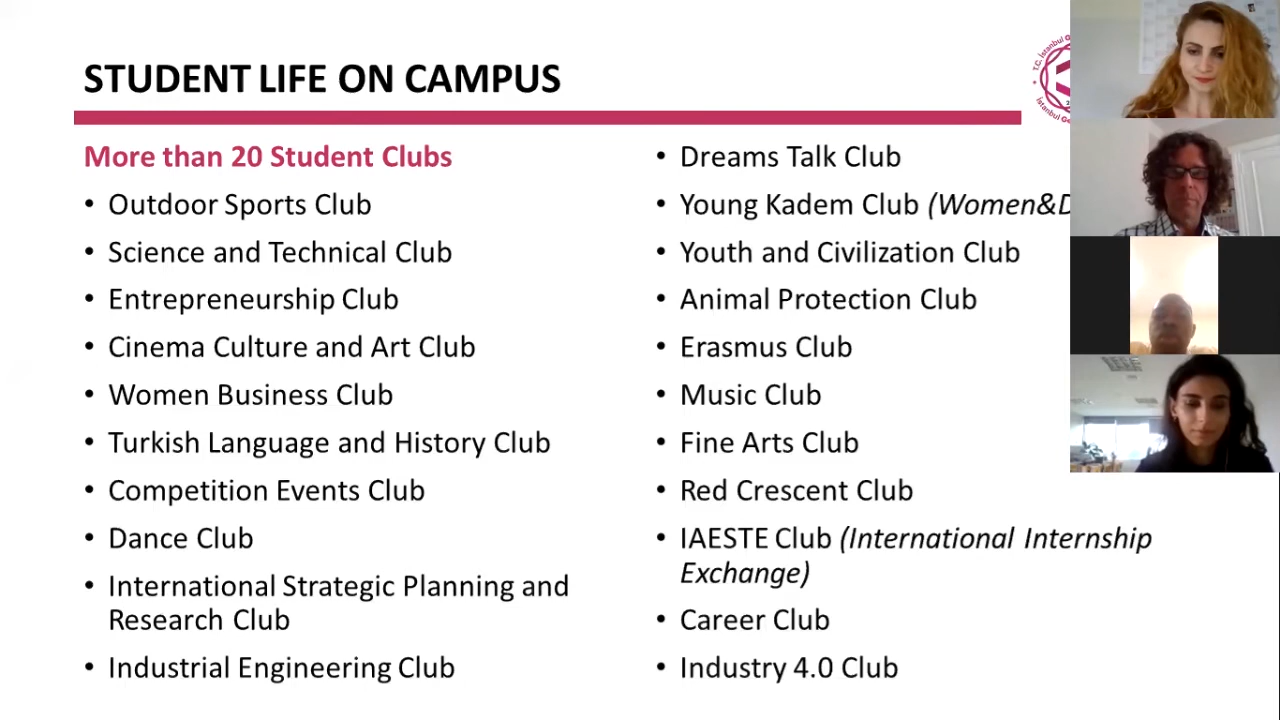 STUDENT LIFE ON CAMPUS
More than 20 Student Clubs
• Outdoor Sports Club
• Science and Technical Club
• Entrepreneurship Club
• Cinema Culture and Art Club
• Women Business Club
• Turkish Language and History Club
• Competition Events Club
• Dance Club
• International Strategic Planning and
Research Club
• Industrial Engineering Club
• Dreams Talk Club
• Young Kadem Club (Women&D
• Youth and Civilization Club
• Animal Protection Club
• Erasmus Club
• Music Club
• Fine Arts Club
• Red Crescent Club
• IAESTE Club (International Internship
Exchange)
• Career Club
• Industry 4.0 Club
T.C. İstanbul
İstanbul